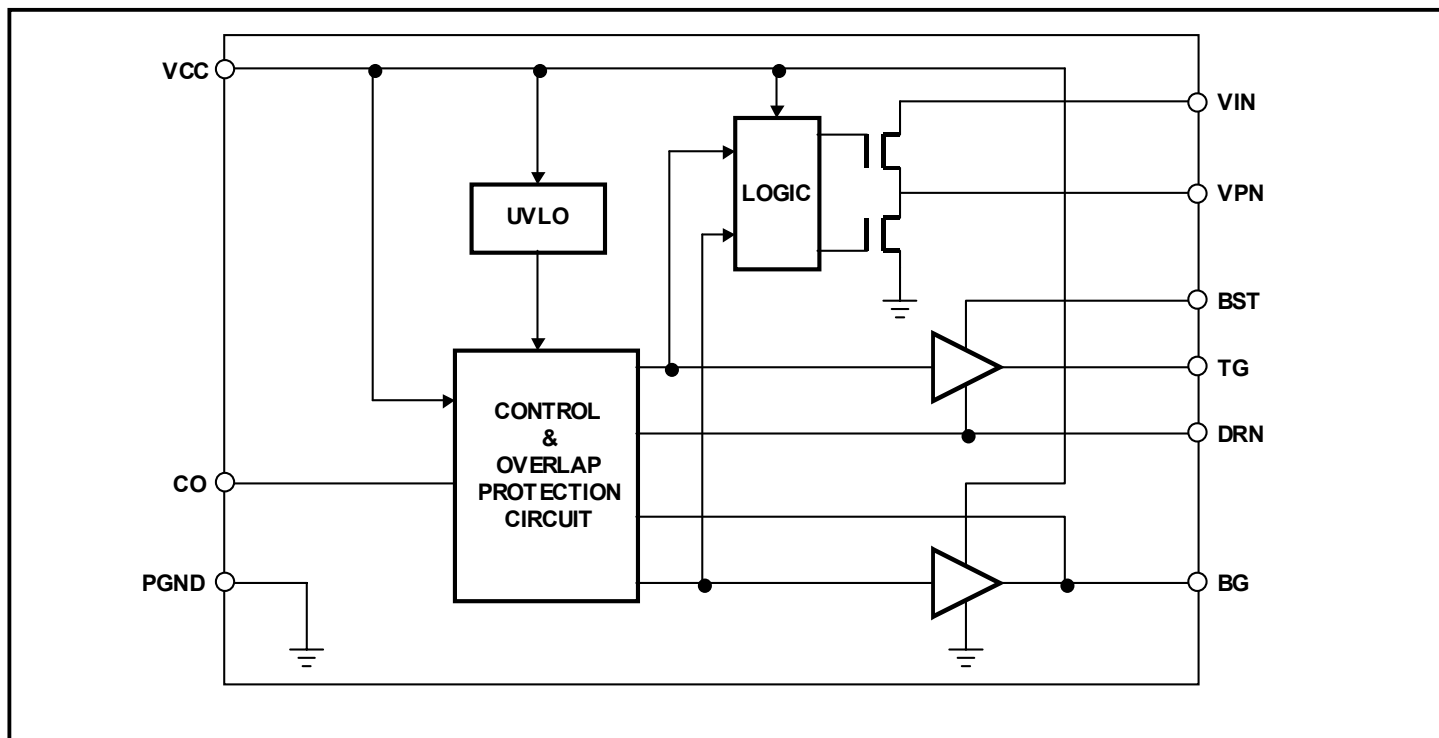 VCC
VIN
LOGIC
VPN
UVLO
BST
TG
CONTROL
&
OVERLAP
PROTECTION
CIRCUIT
DRN
CO
PGND
BG